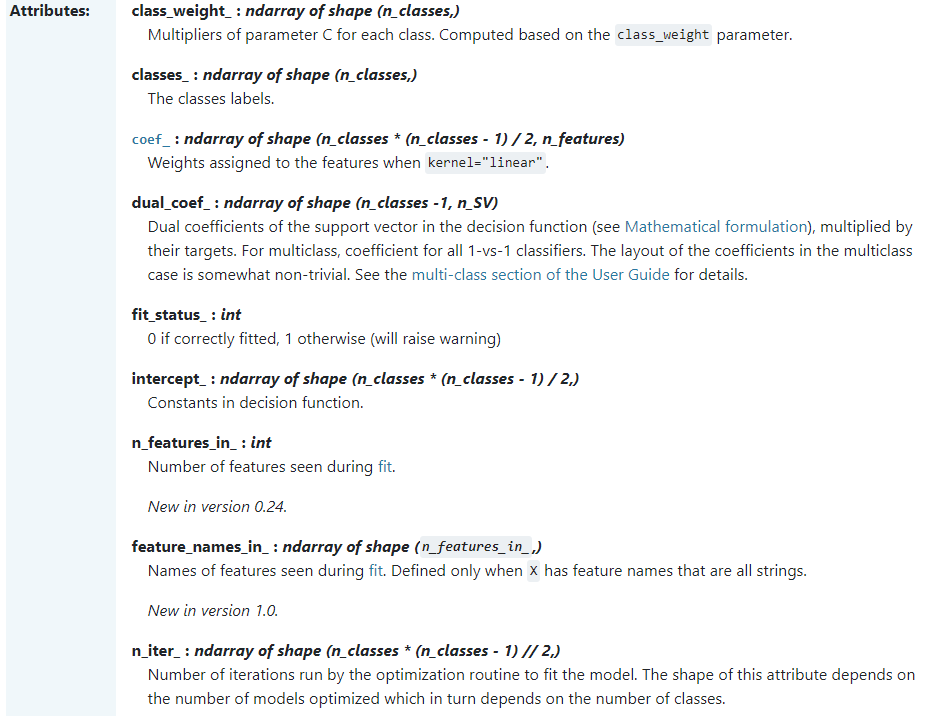 Attributes:
class_weight_ : ndarray of shape (n_classes,)
Multipliers of parameter C for each class. Computed based on the class_weight parameter.
classes_ : ndarray of shape (n_classes,)
The classes labels.
coef_ : ndarray of shape (n_classes * (n_classes - 1) / 2, n_features)
Weights assigned to the features when kernel="linear".
dual_coef_ : ndarray of shape (n_classes -1, n_SV)
Dual coefficients of the support vector in the decision function (see Mathematical formulation), multiplied by
their targets. For multiclass, coefficient for all 1-vs-1 classifiers. The layout of the coefficients in the multiclass
case is somewhat non-trivial. See the multi-class section of the User Guide for details.
fit_status_ : int
0 if correctly fitted, 1 otherwise (will raise warning)
intercept_ : ndarray of shape (n_classes * (n_classes - 1) / 2,)
Constants in decision function.
n_features_in_ : int
Number of features seen during fit.
New in version 0.24.
feature_names_in_ : ndarray of shape (n_features_in_,)
Names of features seen during fit. Defined only when X has feature names that are all strings.
New in version 1.0.
n_iter_ : ndarray of shape (n_classes * (n_classes - 1) // 2,)
Number of iterations run by the optimization routine to fit the model. The shape of this attribute depends on
the number of models optimized which in turn depends on the number of classes.